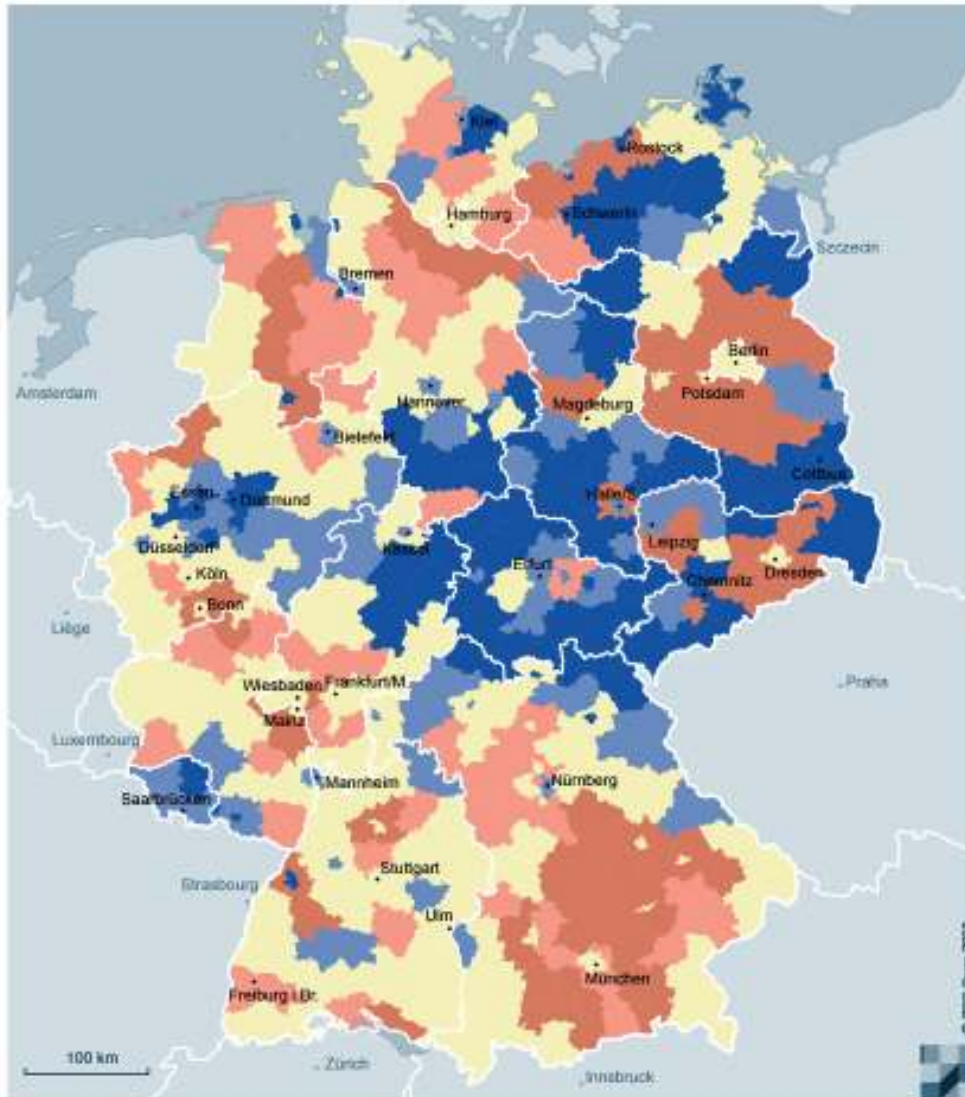 Kiel
Rostock
Hamburg
Schwerin
Szczecin
Bremen
Berlin
Amsterdam
Hannover
Potsdam
Magdeburg
Bielefeld
Cottbus
Essen
Dortmund
Halle/S.
Düsseldorf
Kassel
Leipzig
Erfurt
Dresden
Köln
Chemnitz
Bonn
Liège
Wiesbaden
Frankfurt/M.
Praha
Mainz
Luxembourg
Mannheim
Nürnberg
Saarbrücken
Stuttgart
Strasbourg
Ulm
München
Freiburg i.Br.
100 km
Zürich
Innsbruck